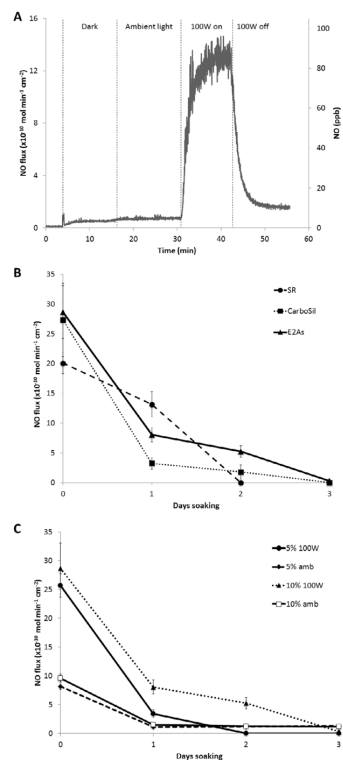 A
Dark
Ambient light
100W on
100W off
16
12
8
4
0
100
80
60
40
20
0
NO flux (x10⁻¹⁰ mol min⁻¹ cm⁻²)
NO (ppb)
0 10 20 30 40 50 60
Time (min)
B
35
30
25
20
15
10
5
0
NO flux (x10⁻¹⁰ mol min⁻¹ cm⁻²)
SR
CarboSil
E2As
0 1 2 3
Days soaking
C
35
30
25
20
15
10
5
0
NO flux (x10⁻¹⁰ mol min⁻¹ cm⁻²)
5% 100W
5% amb
10% 100W
10% amb
0 1 2 3
Days soaking